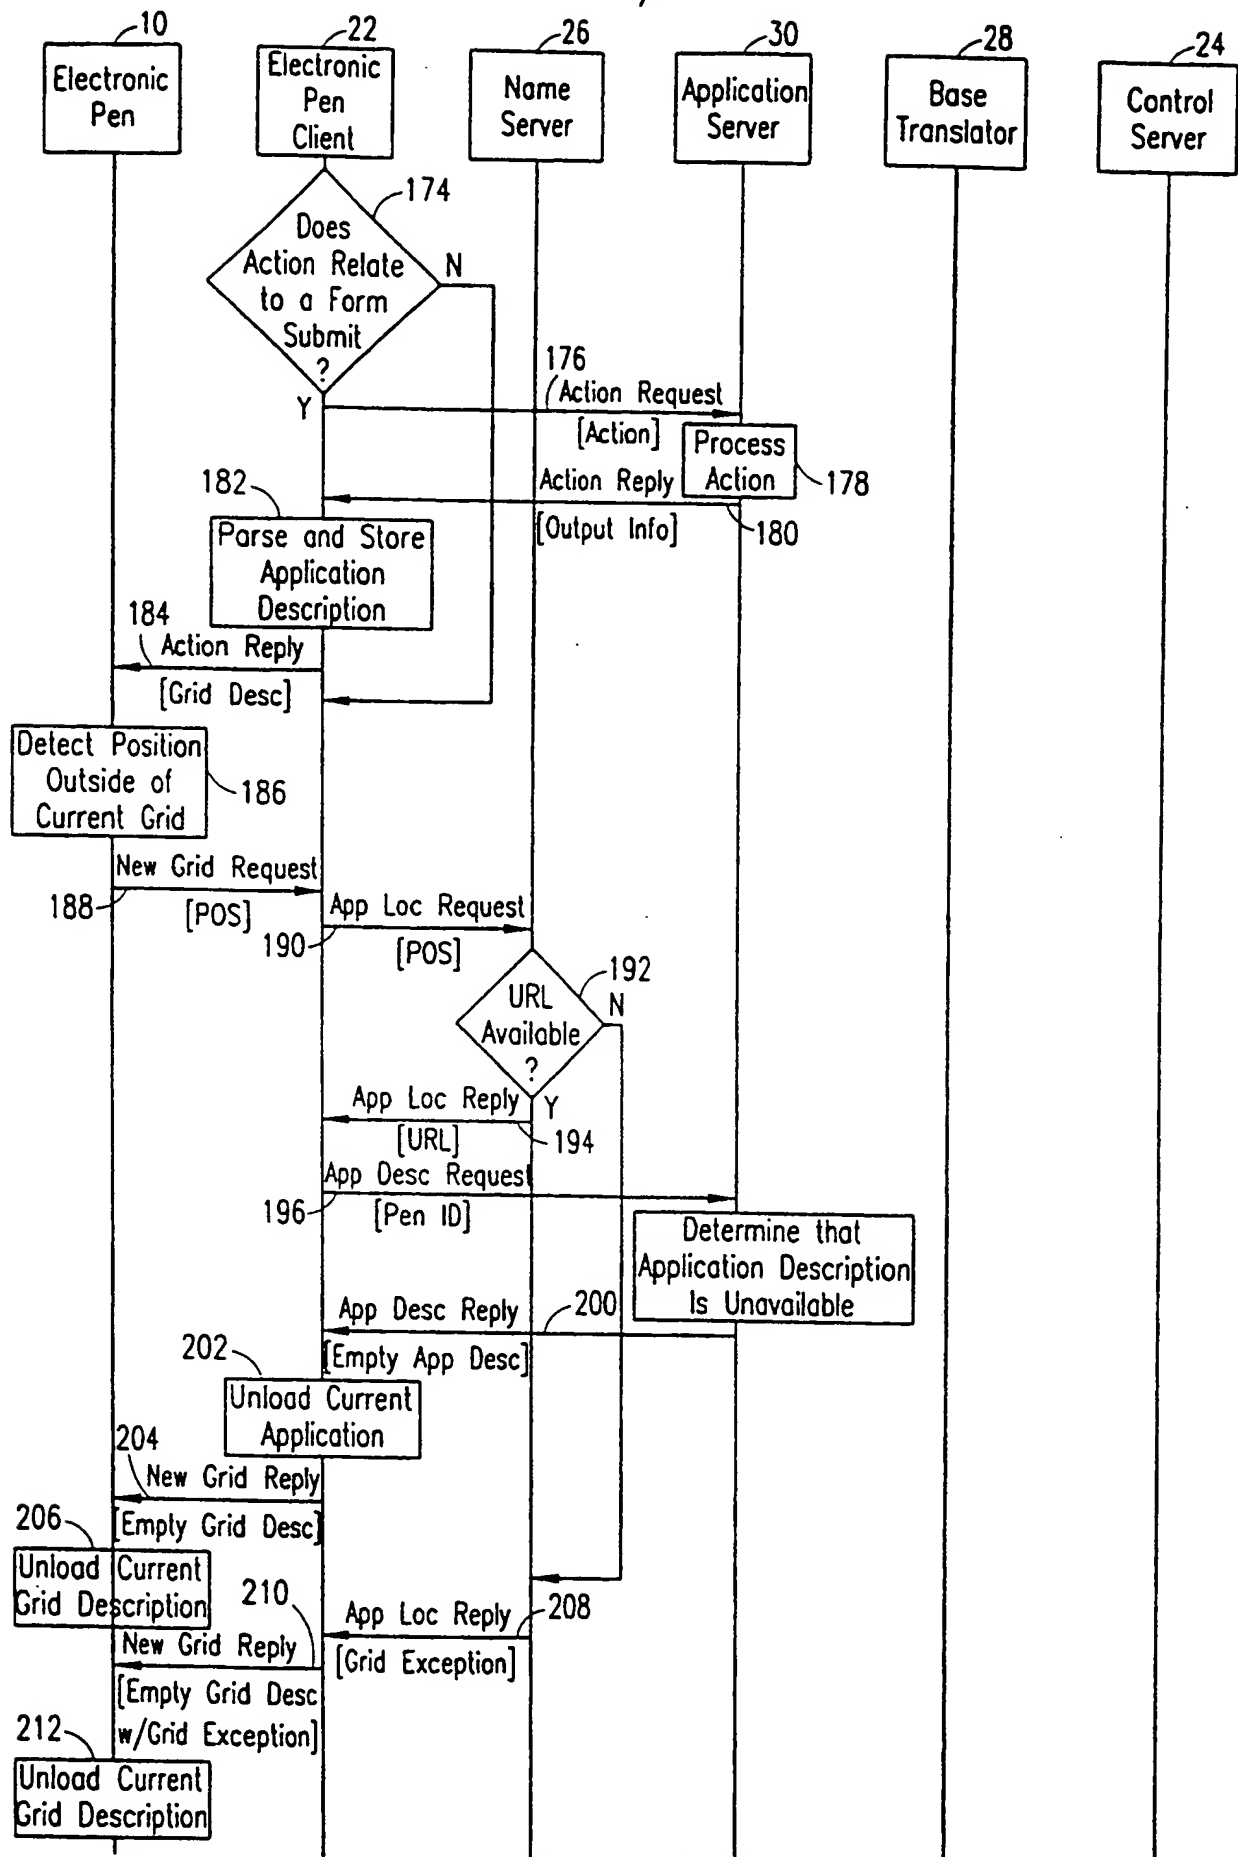 10
22
26
30
28
24
Electronic
Pen
Electronic
Pen
Client
Name
Server
Application
Server
Base
Translator
Control
Server
174
Does
Action Relate
to a Form
Submit
?
N
Y
176
Action Request
[Action]
Process
Action
178
Action Reply
[Output Info]
180
182
Parse and Store
Application
Description
184
Action Reply
[Grid Desc]
Detect Position
Outside of
Current Grid
186
New Grid Request
188
[POS]
App Loc Request
190
[POS]
192
URL
Available
?
N
Y
App Loc Reply
[URL]
194
App Desc Request
196
[Pen ID]
Determine that
Application Description
Is Unavailable
App Desc Reply
200
[Empty App Desc]
202
Unload Current
Application
204
New Grid Reply
[Empty Grid Desc]
206
Unload Current
Grid Description
210
App Loc Reply
208
[Grid Exception]
New Grid Reply
[Empty Grid Desc
w/Grid Exception]
212
Unload Current
Grid Description